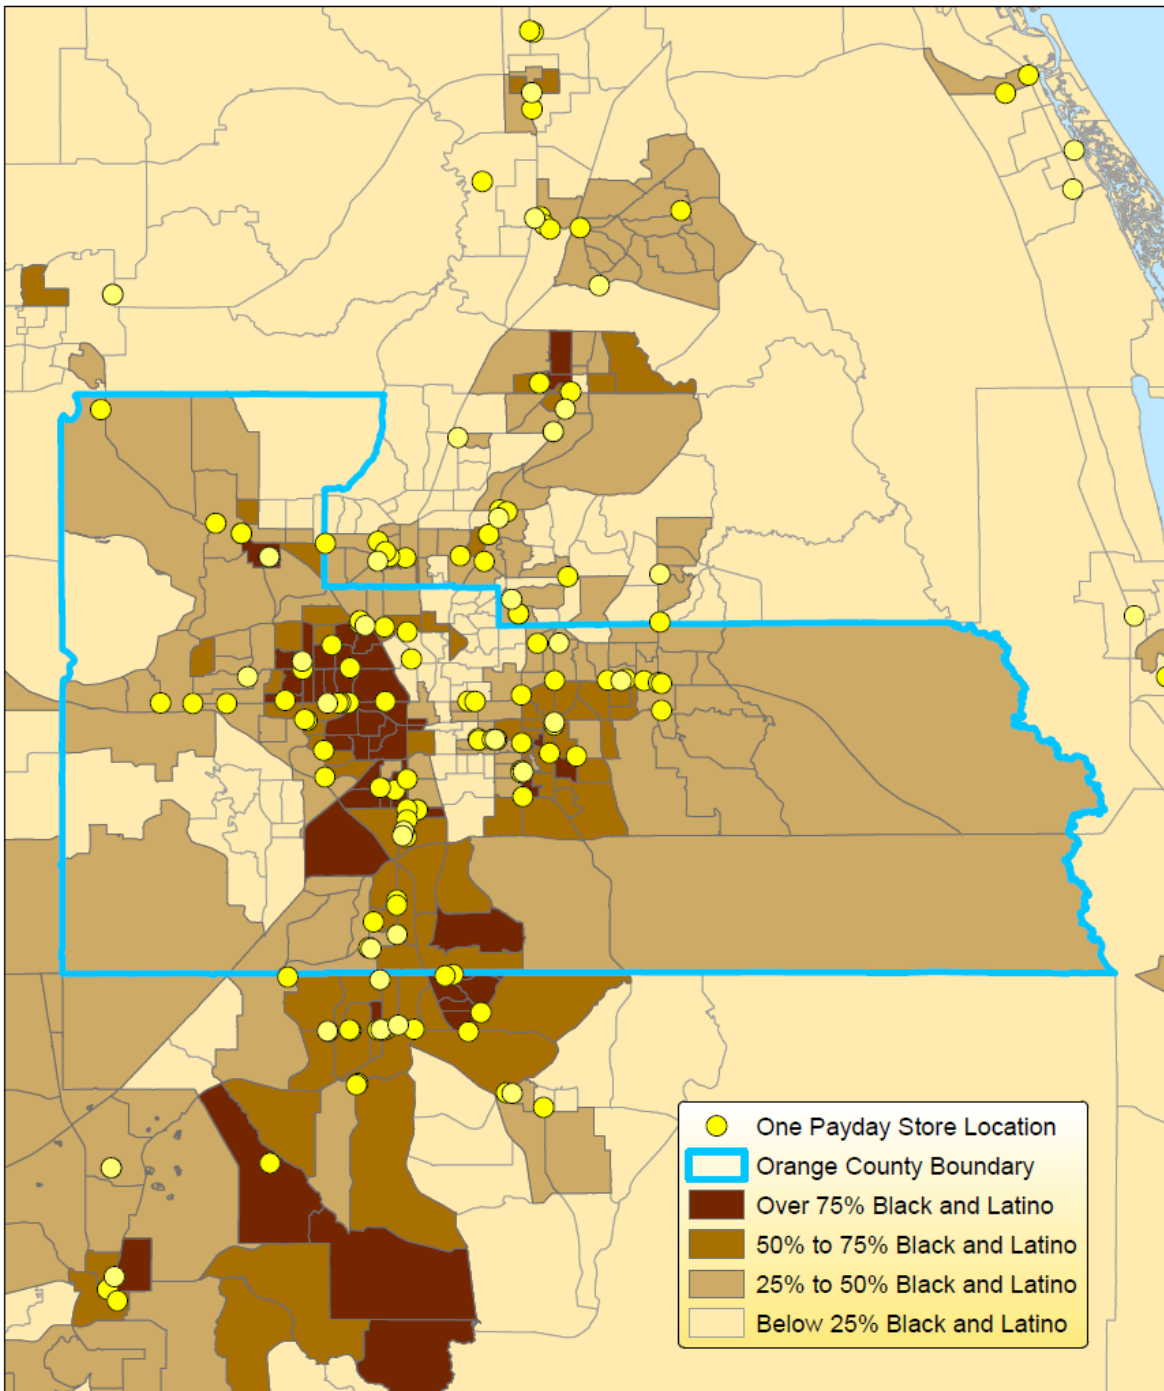 One Payday Store Location
Orange County Boundary
Over 75% Black and Latino
50% to 75% Black and Latino
25% to 50% Black and Latino
Below 25% Black and Latino